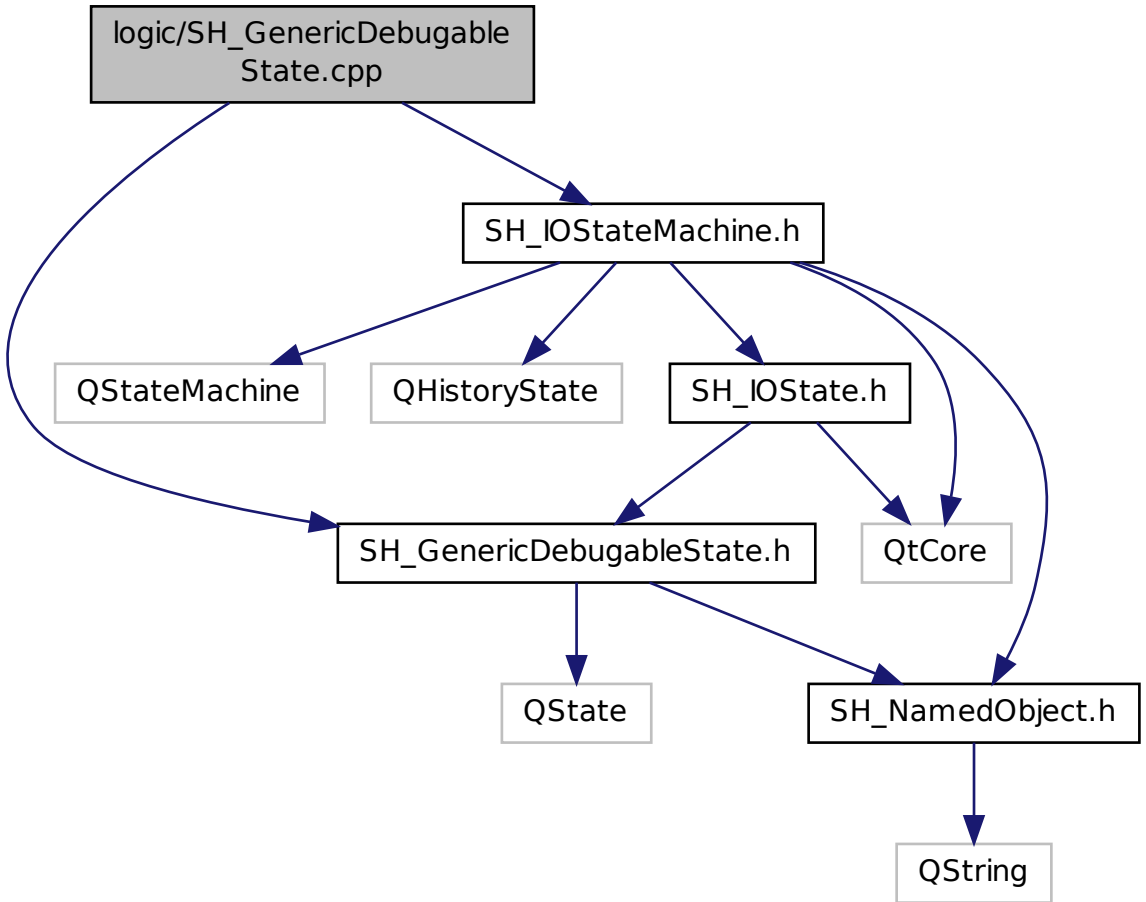 logic/SH_GenericDebugable
State.cpp
SH_IOStateMachine.h
QStateMachine
QHistoryState
SH_IOState.h
SH_GenericDebugableState.h
QtCore
QState
SH_NamedObject.h
QString